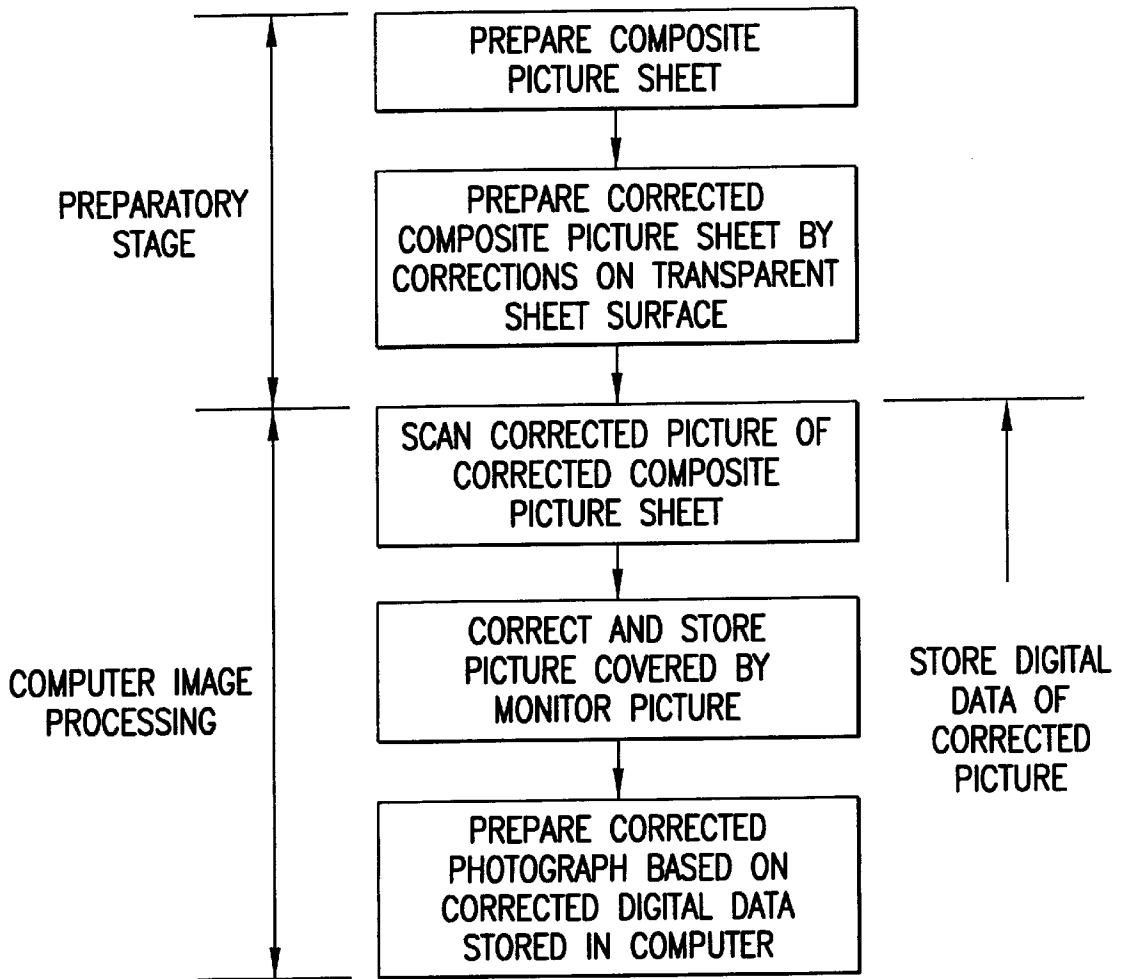 PREPARE COMPOSITE
PICTURE SHEET
PREPARATORY
STAGE
PREPARE CORRECTED
COMPOSITE PICTURE SHEET BY
CORRECTIONS ON TRANSPARENT
SHEET SURFACE
SCAN CORRECTED PICTURE OF
CORRECTED COMPOSITE
PICTURE SHEET
COMPUTER IMAGE
PROCESSING
CORRECT AND STORE
PICTURE COVERED BY
MONITOR PICTURE
STORE DIGITAL
DATA OF
CORRECTED
PICTURE
PREPARE CORRECTED
PHOTOGRAPH BASED ON
CORRECTED DIGITAL DATA
STORED IN COMPUTER